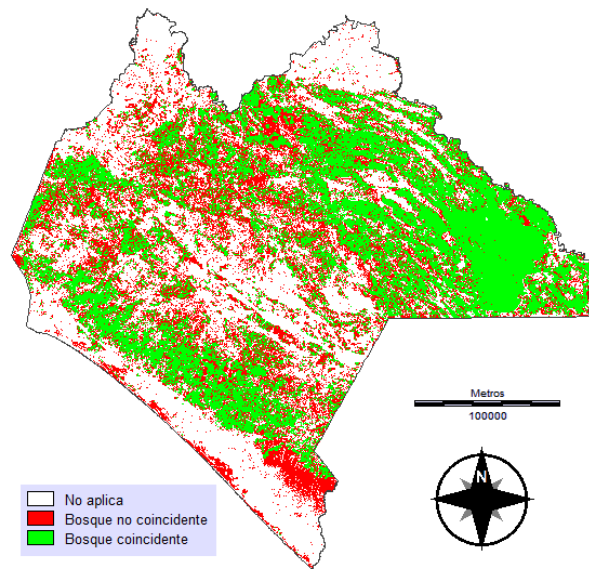 Metros
100000
N
No aplica
Bosque no coincidente
Bosque coincidente